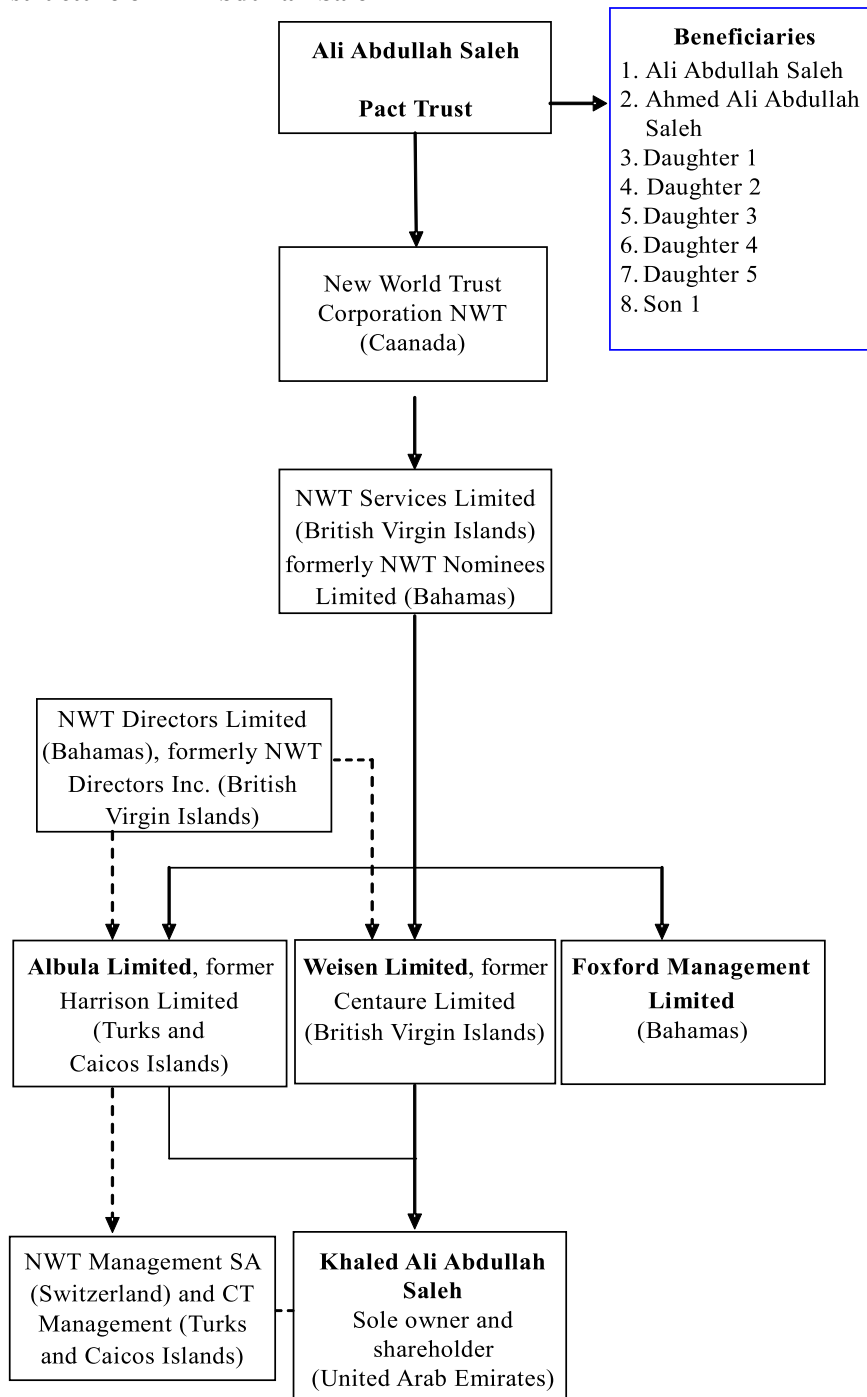 Ali Abdullah Saleh
Pact Trust
Beneficiaries
1. Ali Abdullah Saleh
2. Ahmed Ali Abdullah
Saleh
3. Daughter 1
4. Daughter 2
5. Daughter 3
6. Daughter 4
7. Daughter 5
8. Son 1
New World Trust
Corporation NWT
(Caanada)
NWT Services Limited
(British Virgin Islands)
formerly NWT Nominees
Limited (Bahamas)
NWT Directors Limited
(Bahamas), formerly NWT
Directors Inc. (British
Virgin Islands)
Albula Limited, former
Harrison Limited
(Turks and
Caicos Islands)
Weisen Limited, former
Centaure Limited
(British Virgin Islands)
Foxford Management
Limited
(Bahamas)
NWT Management SA
(Switzerland) and CT
Management (Turks
and Caicos Islands)
Khaled Ali Abdullah
Saleh
Sole owner and
shareholder
(United Arab Emirates)